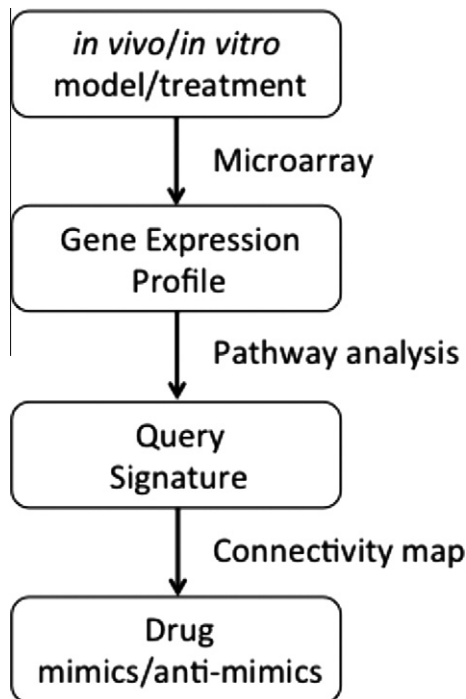 in vivo/in vitro
model/treatment
Microarray
Gene Expression
Profile
Pathway analysis
Query
Signature
Connectivity map
Drug
mimics/anti-mimics